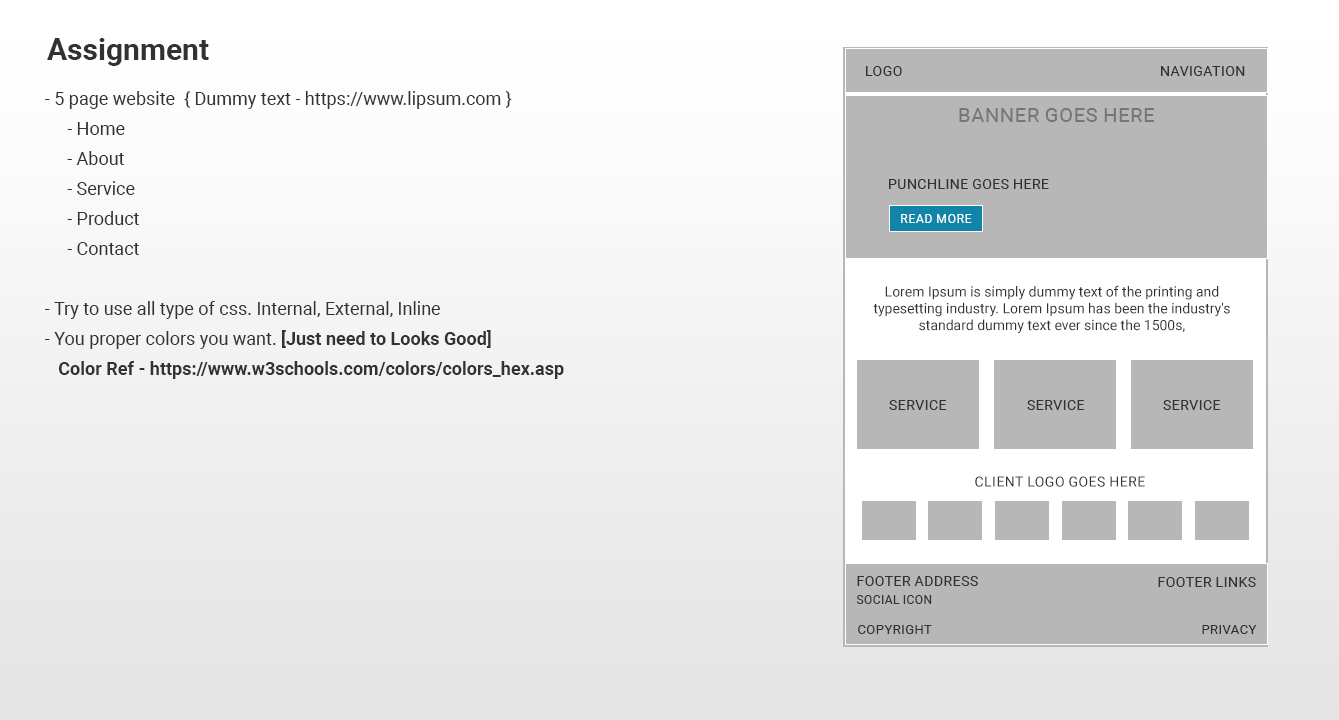 Assignment
- 5 page website  { Dummy text - https://www.lipsum.com }
- Home
- About
- Service
- Product
- Contact
- Try to use all type of css. Internal, External, Inline
- You proper colors you want. [Just need to Looks Good]
Color Ref - https://www.w3schools.com/colors/colors_hex.asp
LOGO
NAVIGATION
BANNER GOES HERE
PUNCHLINE GOES HERE
READ MORE
Lorem Ipsum is simply dummy text of the printing and
typesetting industry. Lorem Ipsum has been the industry's
standard dummy text ever since the 1500s,
SERVICE
SERVICE
SERVICE
CLIENT LOGO GOES HERE
FOOTER ADDRESS
FOOTER LINKS
SOCIAL ICON
COPYRIGHT
PRIVACY